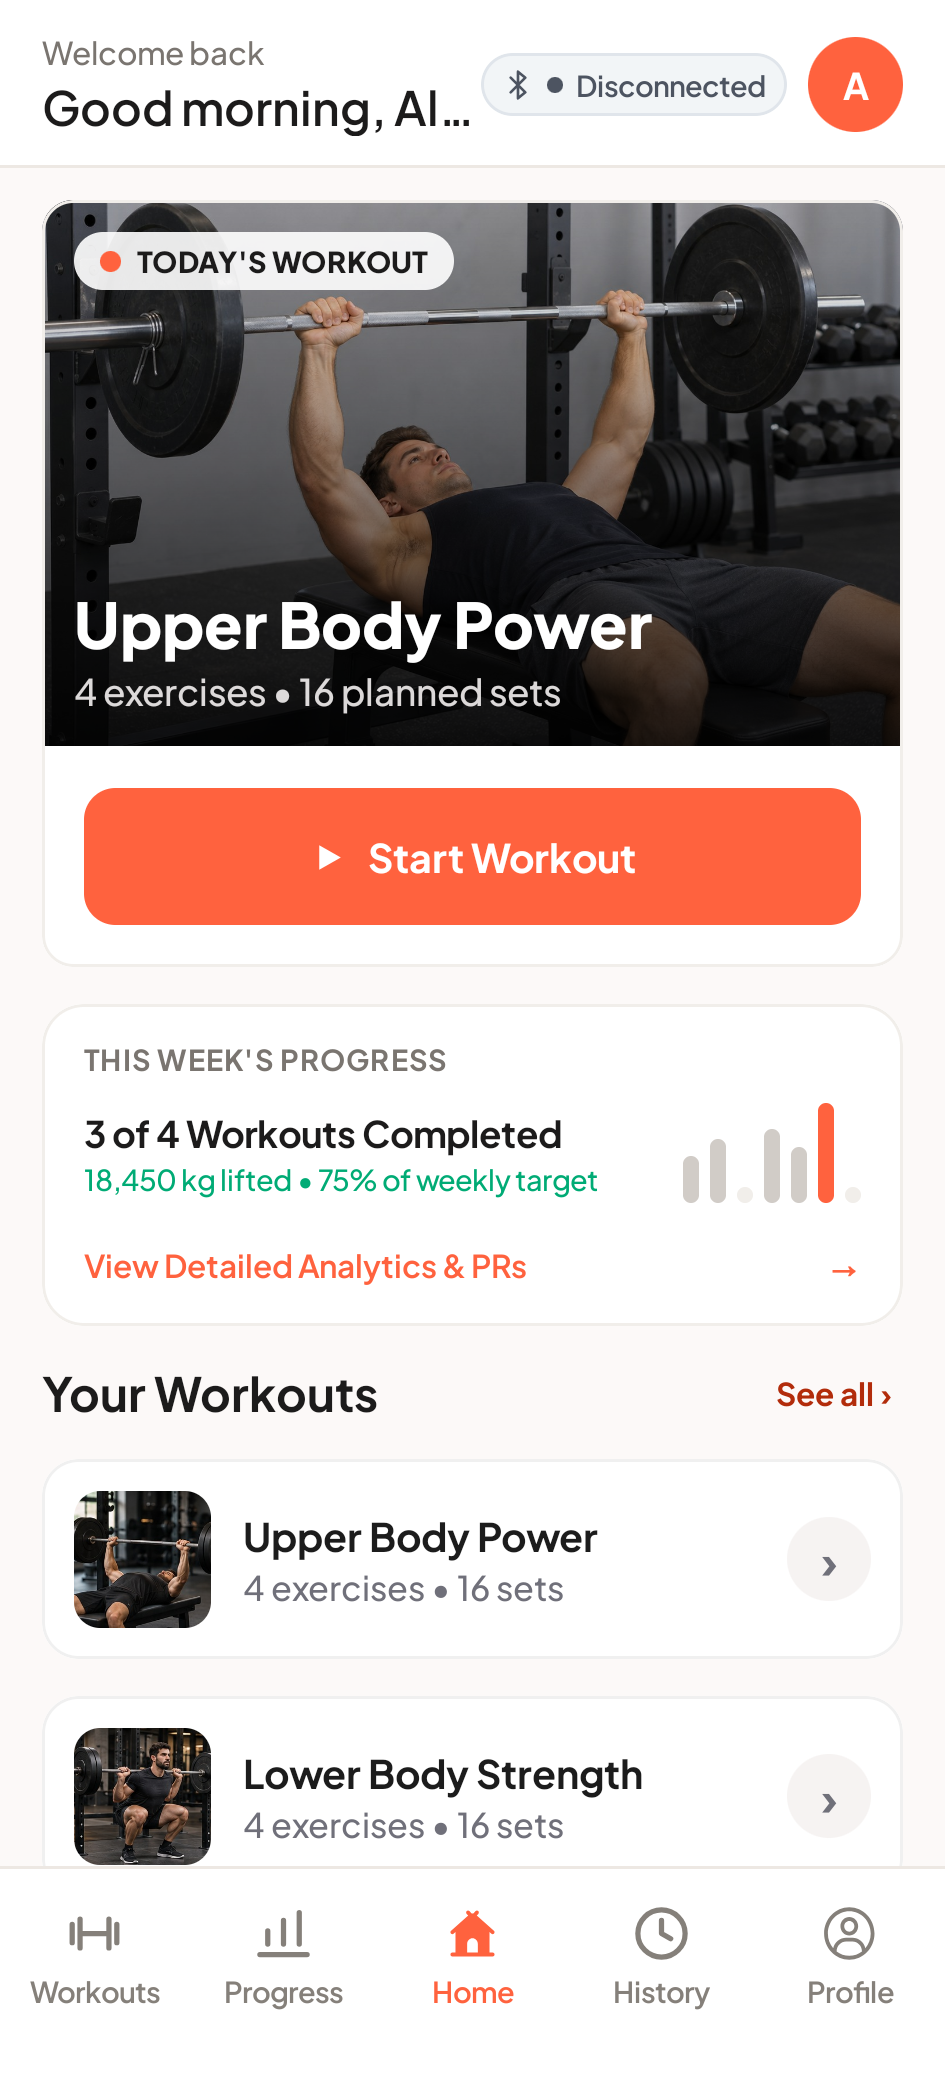 Welcome back
Good morning, Al...
Disconnected
A
TODAY'S WORKOUT
Upper Body Power
4 exercises • 16 planned sets
Start Workout
THIS WEEK'S PROGRESS
3 of 4 Workouts Completed
18,450 kg lifted • 75% of weekly target
View Detailed Analytics & PRs →
Your Workouts
See all ›
Upper Body Power
4 exercises • 16 sets
›
Lower Body Strength
4 exercises • 16 sets
›
Workouts
Progress
Home
History
Profile